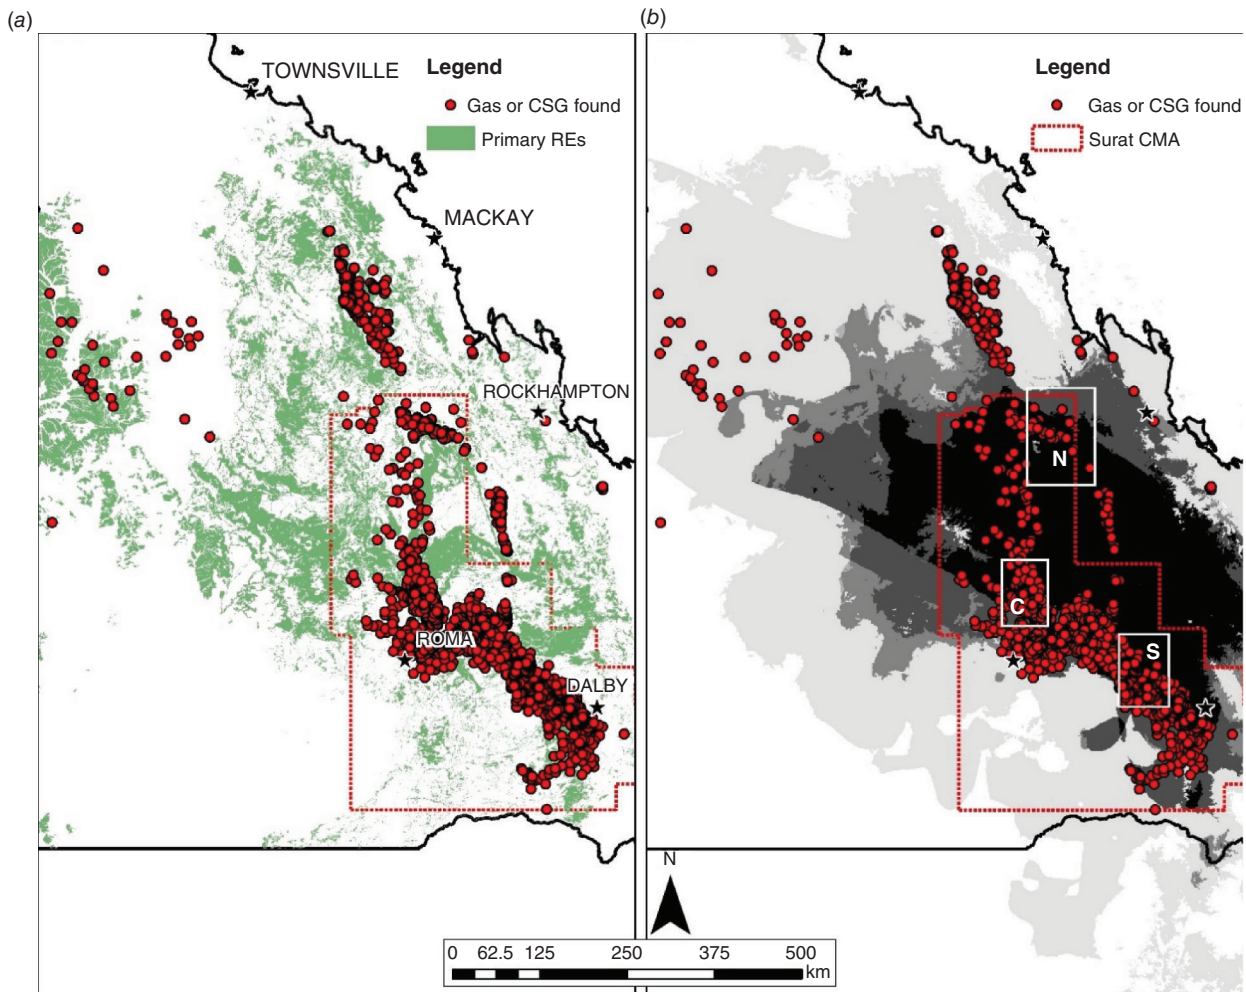 (a)
(b)
TOWNSVILLE
Legend
Gas or CSG found
Primary REs
MACKAY
ROCKHAMPTON
ROMA
DALBY
Legend
Gas or CSG found
Surat CMA
N
C
S
N
0 62.5 125 250 375 500
km